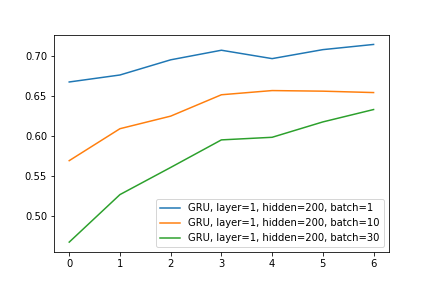 0.70
0.65
0.60
0.55
0.50
GRU, layer=1, hidden=200, batch=1
GRU, layer=1, hidden=200, batch=10
GRU, layer=1, hidden=200, batch=30
0 1 2 3 4 5 6